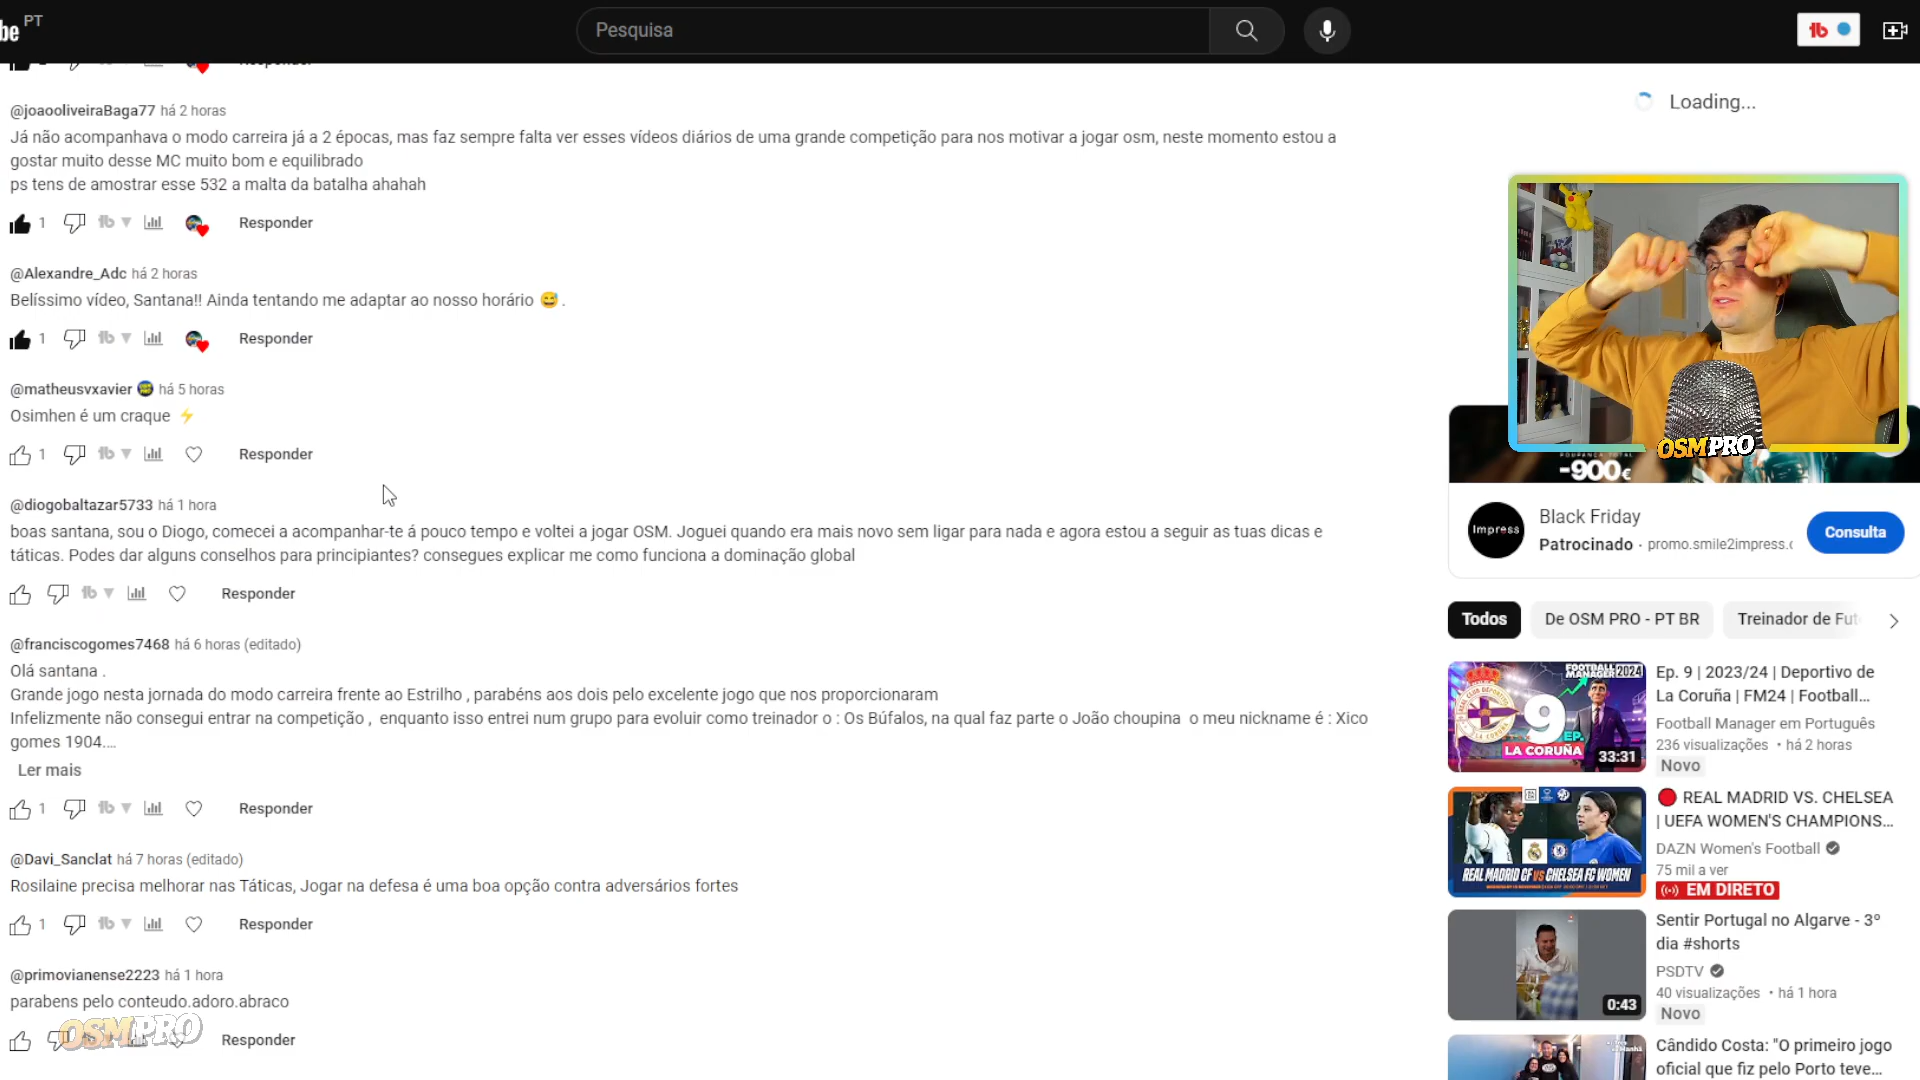 be PT
Pesquisa
Responder
@joaooliveiraBaga77 há 2 horas
Já não acompanhava o modo carreira já a 2 épocas, mas faz sempre falta ver esses vídeos diários de uma grande competição para nos motivar a jogar osm, neste momento estou a
gostar muito desse MC muito bom e equilibrado
ps tens de amostrar esse 532 a malta da batalha ahahah
1 Responder
@Alexandre_Adc há 2 horas
Belíssimo vídeo, Santana!! Ainda tentando me adaptar ao nosso horário 😅 .
1 Responder
@matheusvxavier há 5 horas
Osimhen é um craque ⚡
1 Responder
@diogobaltazar5733 há 1 hora
boas santana, sou o Diogo, comecei a acompanhar-te á pouco tempo e voltei a jogar OSM. Joguei quando era mais novo sem ligar para nada e agora estou a seguir as tuas dicas e
táticas. Podes dar alguns conselhos para principiantes? consegues explicar me como funciona a dominação global
Responder
@franciscogomes7468 há 6 horas (editado)
Olá santana .
Grande jogo nesta jornada do modo carreira frente ao Estrilho , parabéns aos dois pelo excelente jogo que nos proporcionaram
Infelizmente não consegui entrar na competição , enquanto isso entrei num grupo para evoluir como treinador o : Os Búfalos, na qual faz parte o João choupina o meu nickname é : Xico
gomes 1904....
Ler mais
1 Responder
@Davi_Sanclat há 7 horas (editado)
Rosilaine precisa melhorar nas Táticas, Jogar na defesa é uma boa opção contra adversários fortes
1 Responder
@primovianense2223 há 1 hora
parabens pelo conteudo.adoro.abraco
OSM PRO
Responder
Loading...
OSM PRO
POUPANÇA TOTAL
-900€
Impress
Black Friday
Patrocinado · promo.smile2impress.c
Consulta
Todos
De OSM PRO - PT BR
Treinador de Fut
FOOTBALL MANAGER 2024
9 EP.
LA CORUÑA
33:31
Ep. 9 | 2023/24 | Deportivo de
La Coruña | FM24 | Football...
Football Manager em Português
236 visualizações • há 2 horas
Novo
REAL MADRID CF vs CHELSEA FC WOMEN
🔴 REAL MADRID VS. CHELSEA
| UEFA WOMEN'S CHAMPIONS...
DAZN Women's Football
75 mil a ver
EM DIRETO
0:43
Sentir Portugal no Algarve - 3º
dia #shorts
PSDTV
40 visualizações • há 1 hora
Novo
Cândido Costa: "O primeiro jogo
oficial que fiz pelo Porto teve...